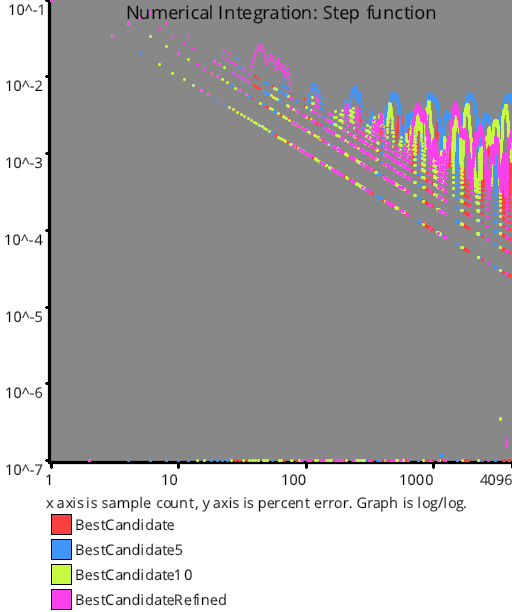 Numerical Integration: Step function
10^-1
10^-2
10^-3
10^-4
10^-5
10^-6
10^-7
1 10 100 1000 4096
x axis is sample count, y axis is percent error. Graph is log/log.
BestCandidate
BestCandidate5
BestCandidate10
BestCandidateRefined